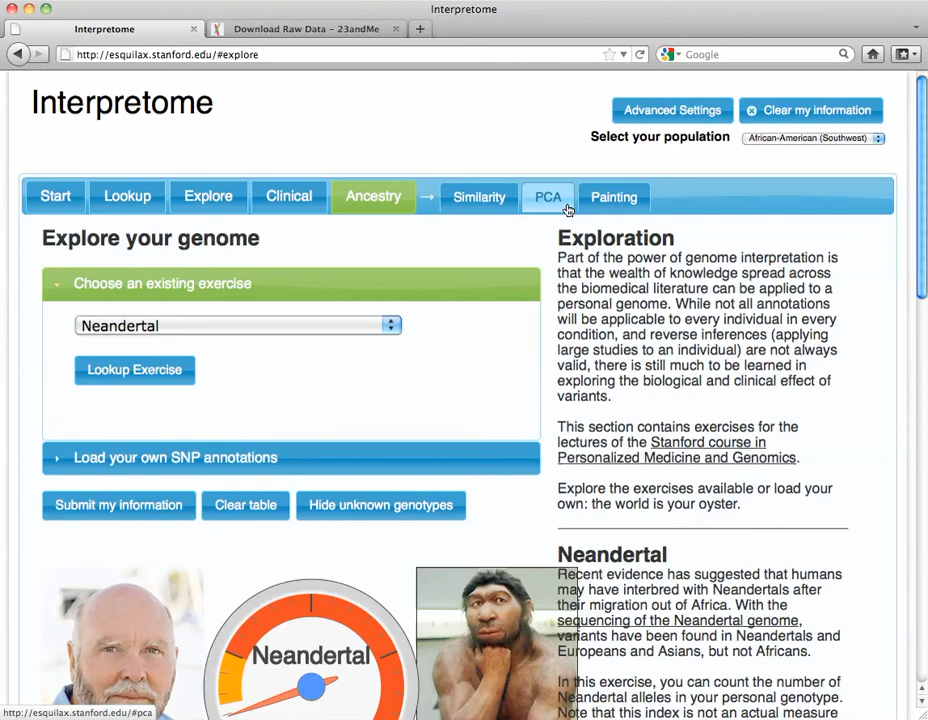 Interpretome
Interpretome
Download Raw Data – 23andMe
http://esquilax.stanford.edu/#explore
Google
Interpretome
Advanced Settings
Clear my information
Select your population
African-American (Southwest)
Start
Lookup
Explore
Clinical
Ancestry
→
Similarity
PCA
Painting
Explore your genome
Choose an existing exercise
Neandertal
Lookup Exercise
Load your own SNP annotations
Submit my information
Clear table
Hide unknown genotypes
Neandertal
Exploration
Part of the power of genome interpretation is
that the wealth of knowledge spread across
the biomedical literature can be applied to a
personal genome. While not all annotations
will be applicable to every individual in every
condition, and reverse inferences (applying
large studies to an individual) are not always
valid, there is still much to be learned in
exploring the biological and clinical effect of
variants.
This section contains exercises for the
lectures of the Stanford course in
Personalized Medicine and Genomics.
Explore the exercises available or load your
own: the world is your oyster.
Neandertal
Recent evidence has suggested that humans
may have interbred with Neandertals after
their migration out of Africa. With the
sequencing of the Neandertal genome,
variants have been found in Neandertals and
Europeans and Asians, but not Africans.
In this exercise, you can count the number of
Neandertal alleles in your personal genotype.
Note that this index is not an actual measure
http://esquilax.stanford.edu/#pca